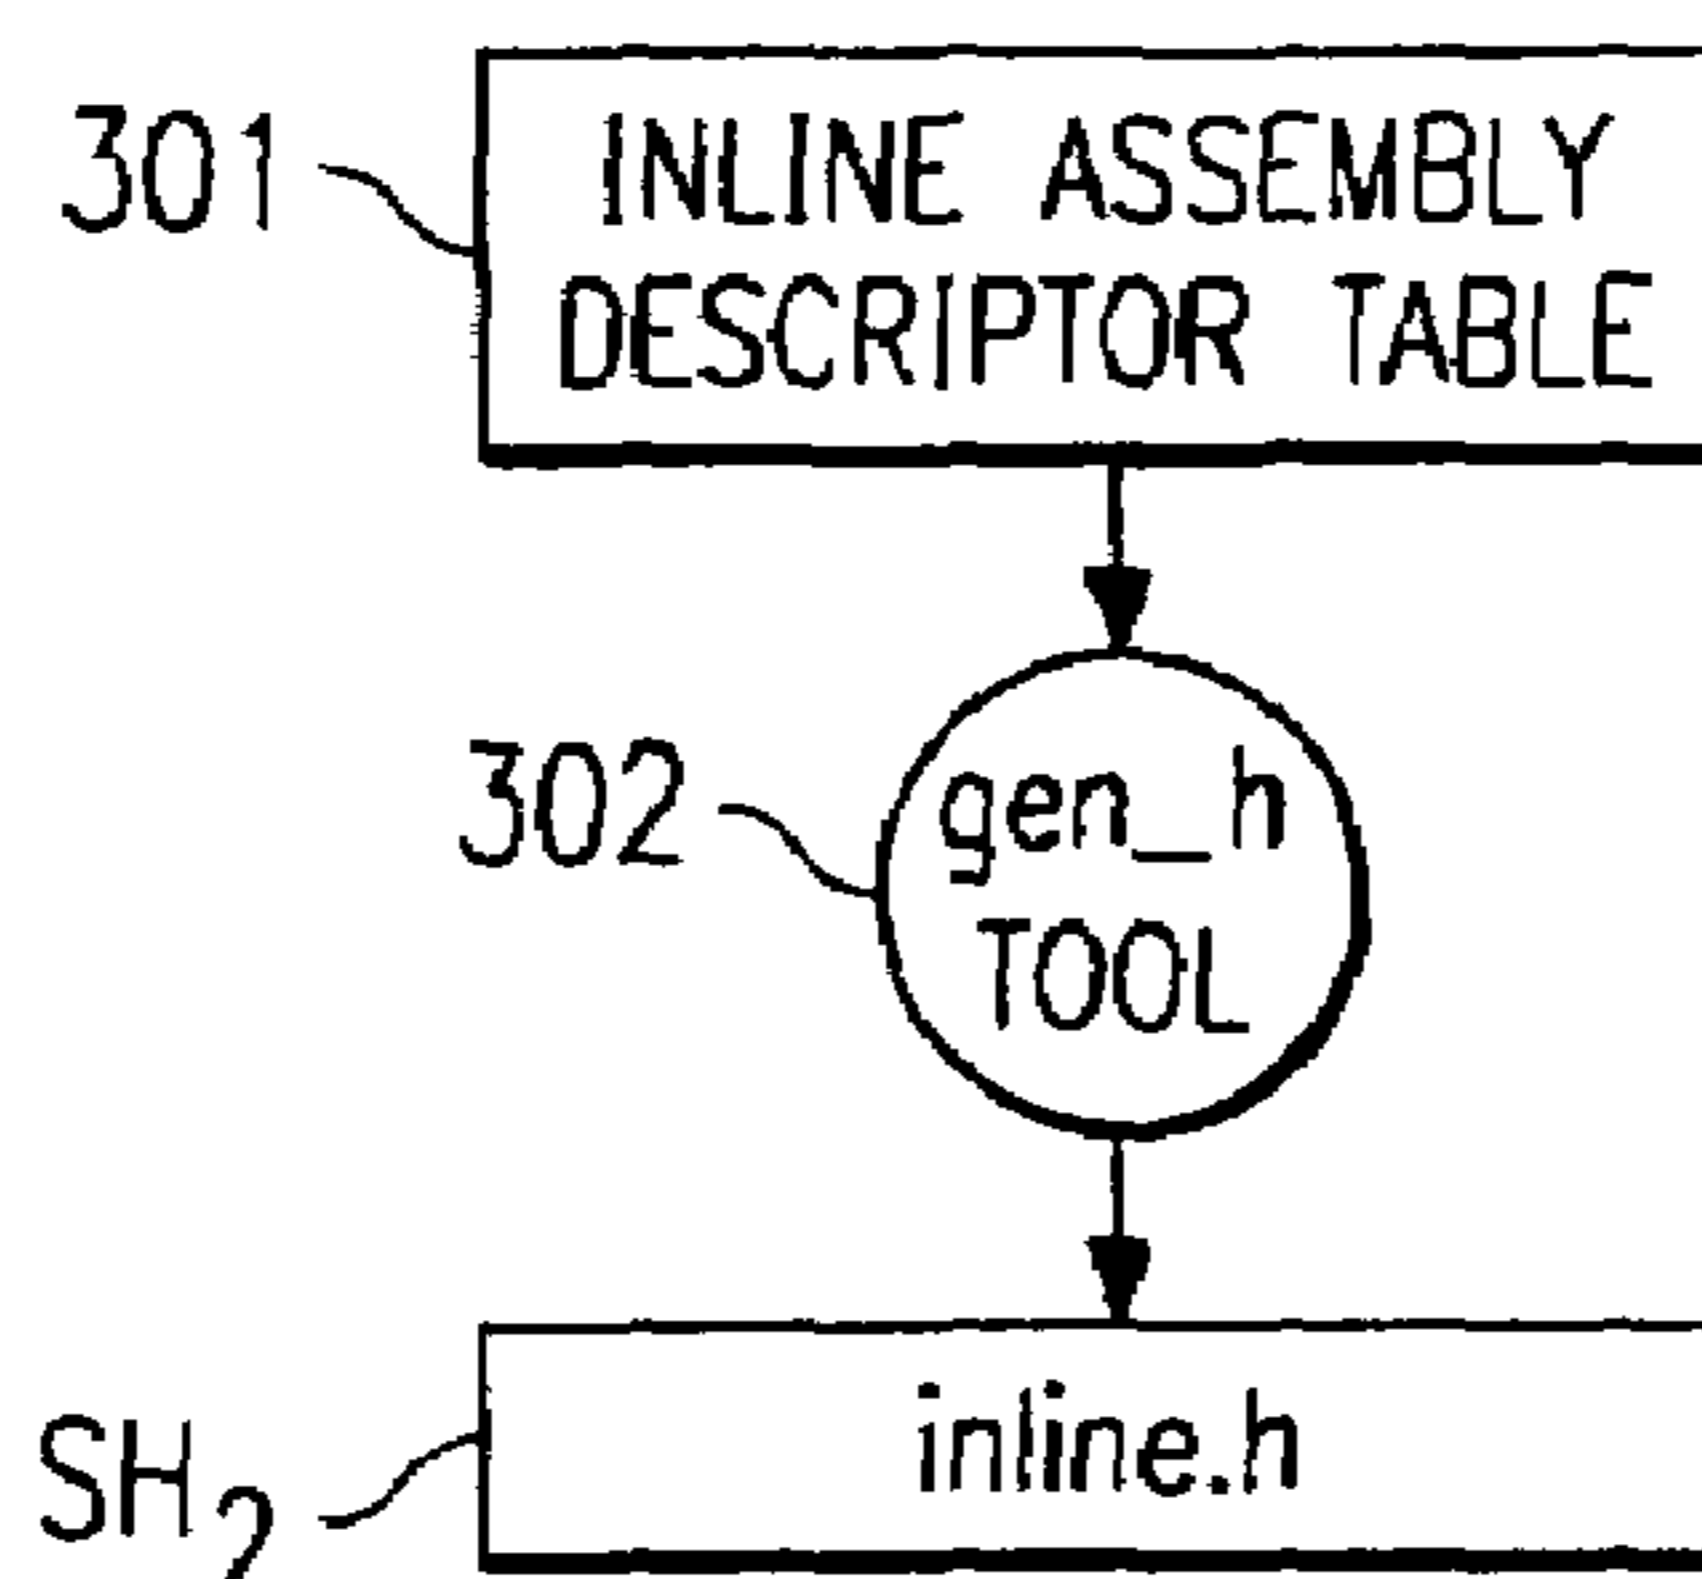 301
INLINE ASSEMBLY
DESCRIPTOR TABLE
302
gen_h
TOOL
inline.h
SH2